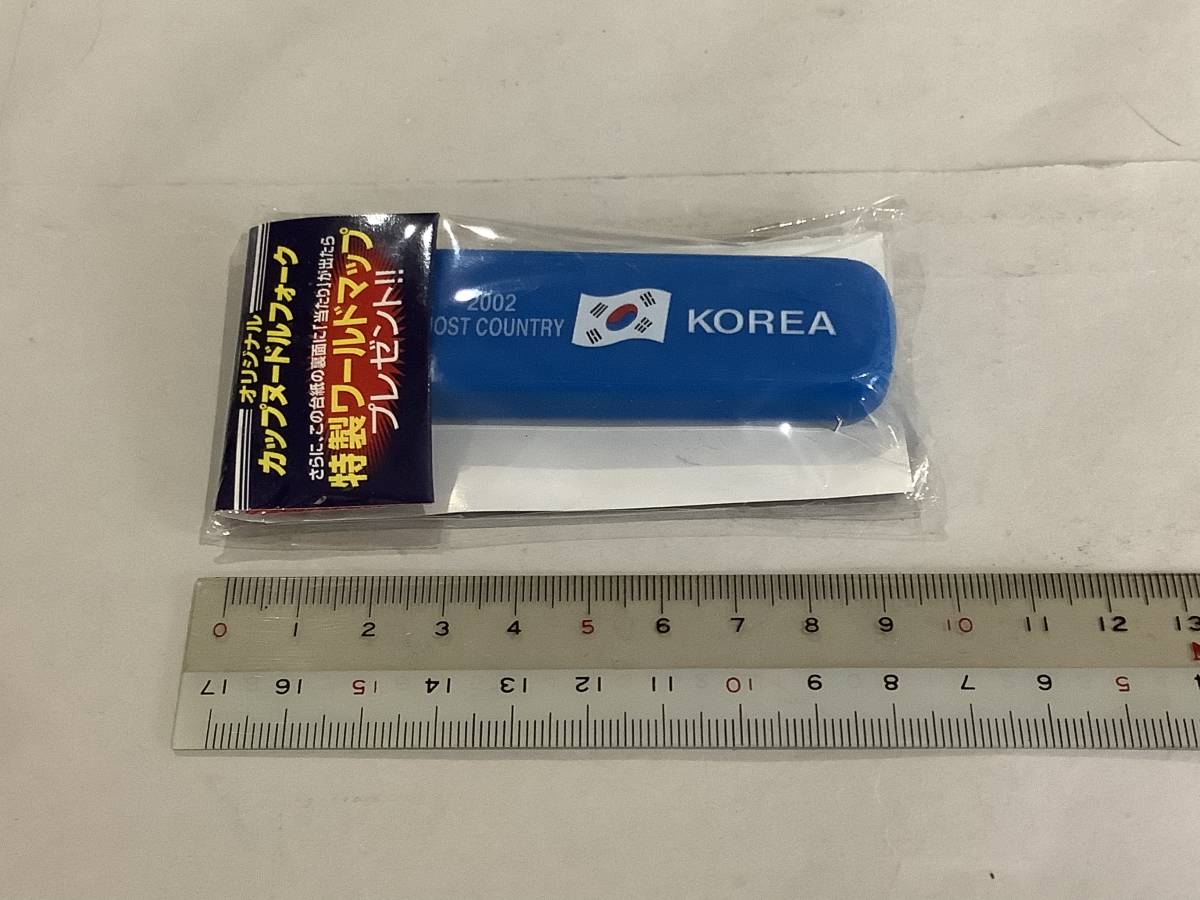 オリジナル
カップヌードルフォーク
さらに、この台紙の裏面に「当たり」が出たら
特製ワールドマップ
プレゼント!!
2002
HOST COUNTRY
KOREA
0 1 2 3 4 5 6 7 8 9 10 11 12 13
17 16 15 14 13 12 11 10 9 8 7 6 5 4